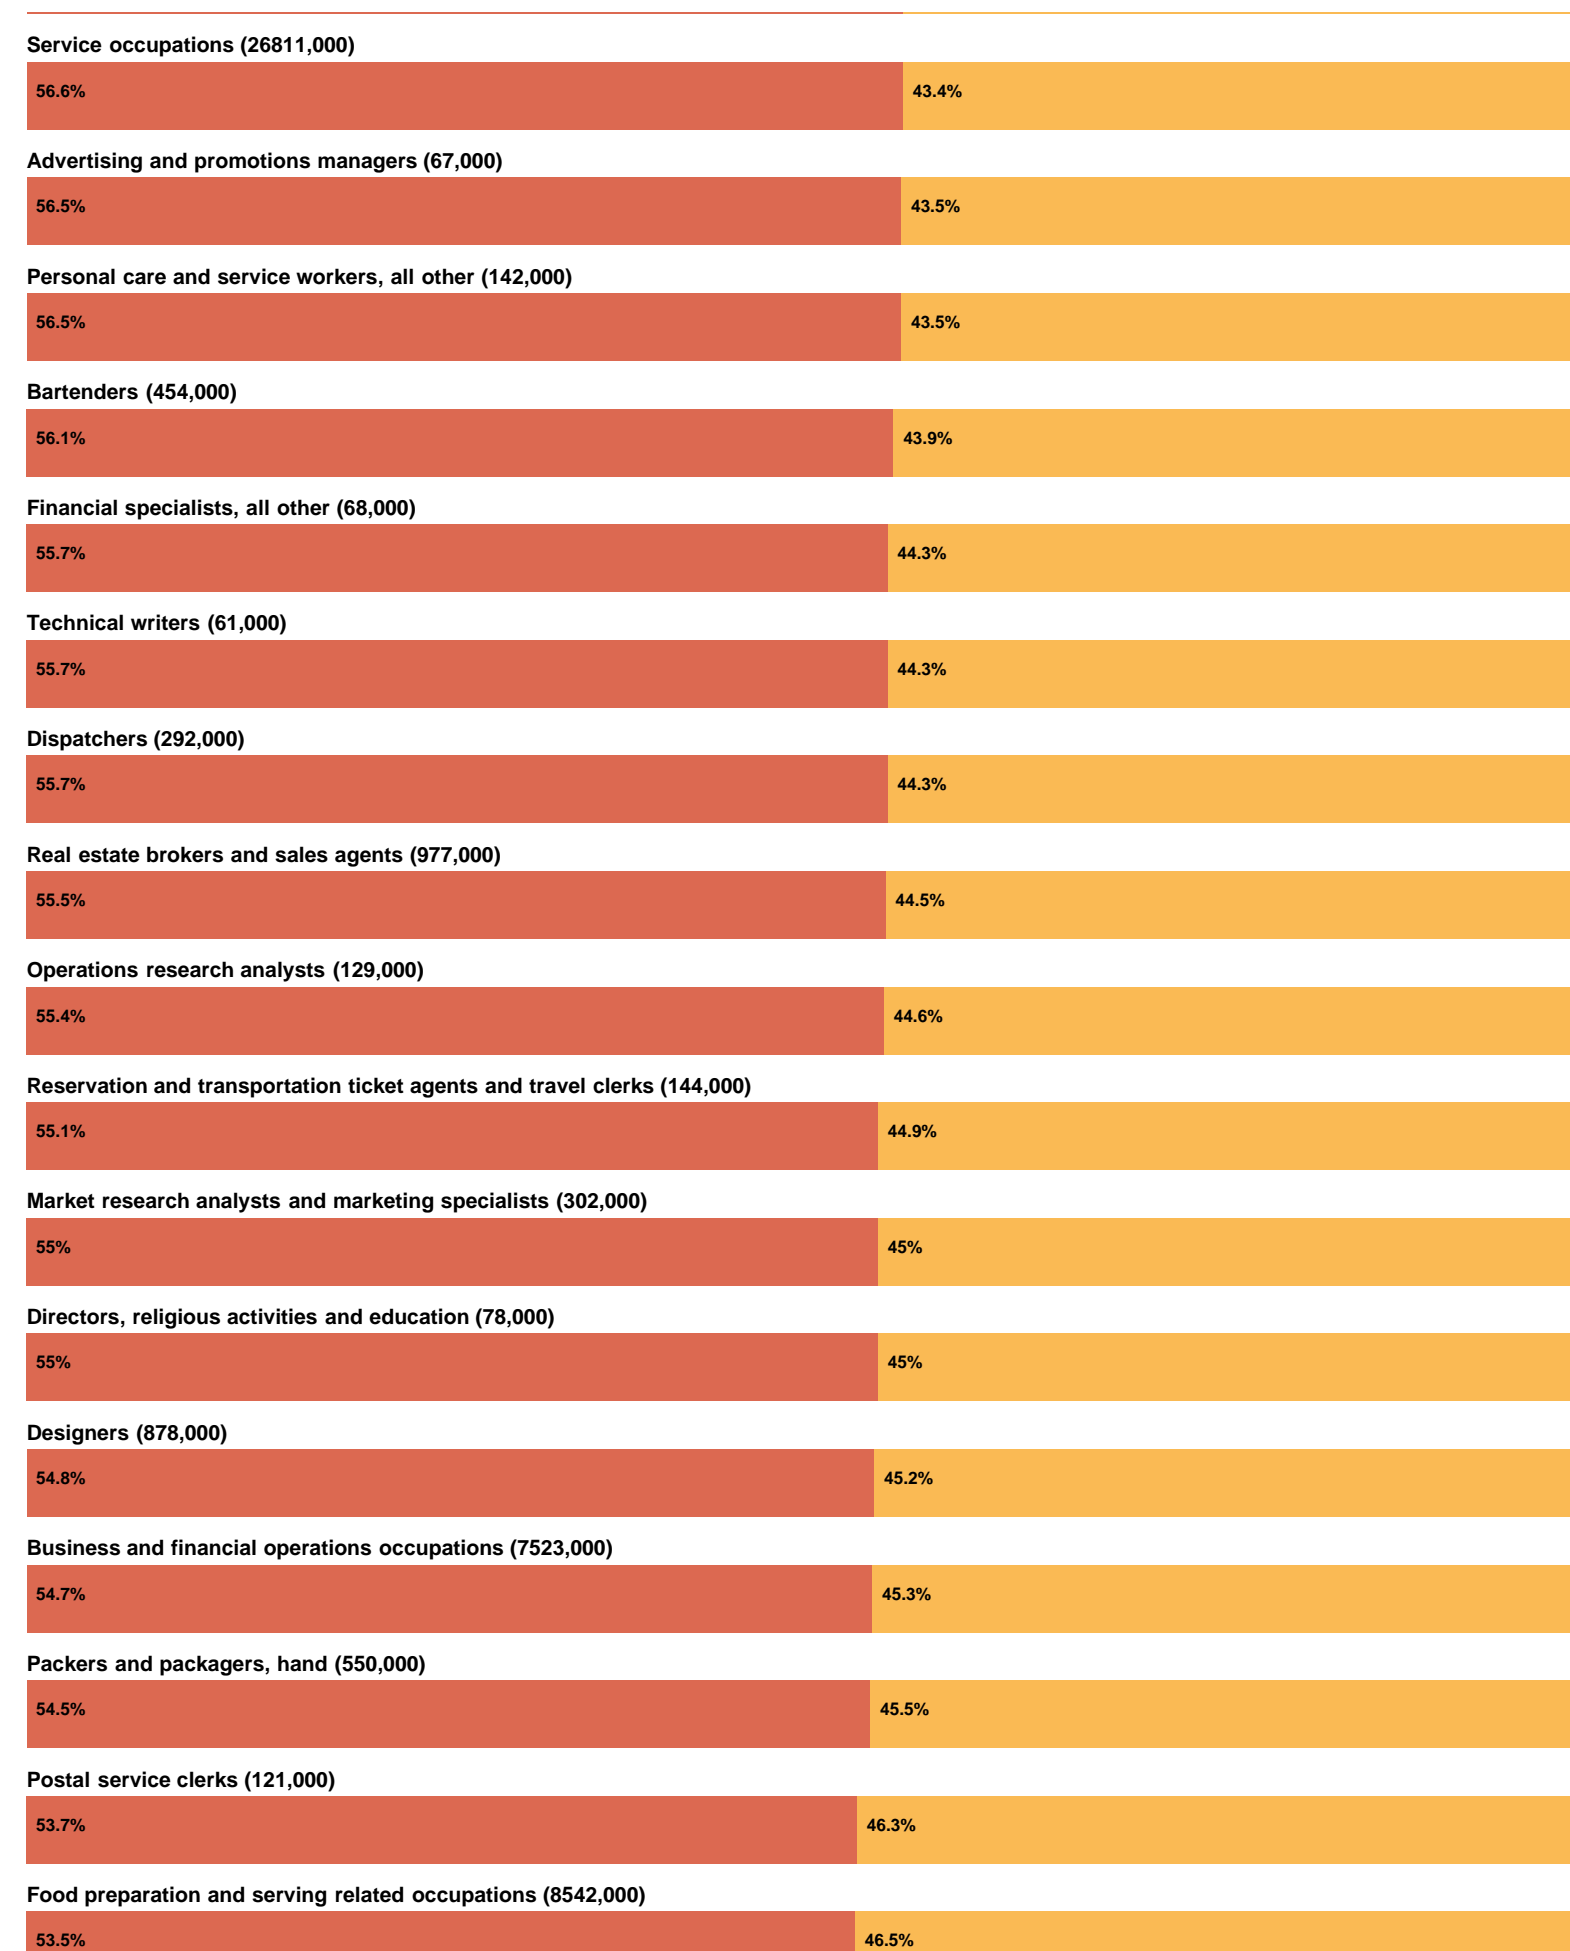 Service occupations (26811,000)
56.6% 43.4%
Advertising and promotions managers (67,000)
56.5% 43.5%
Personal care and service workers, all other (142,000)
56.5% 43.5%
Bartenders (454,000)
56.1% 43.9%
Financial specialists, all other (68,000)
55.7% 44.3%
Technical writers (61,000)
55.7% 44.3%
Dispatchers (292,000)
55.7% 44.3%
Real estate brokers and sales agents (977,000)
55.5% 44.5%
Operations research analysts (129,000)
55.4% 44.6%
Reservation and transportation ticket agents and travel clerks (144,000)
55.1% 44.9%
Market research analysts and marketing specialists (302,000)
55% 45%
Directors, religious activities and education (78,000)
55% 45%
Designers (878,000)
54.8% 45.2%
Business and financial operations occupations (7523,000)
54.7% 45.3%
Packers and packagers, hand (550,000)
54.5% 45.5%
Postal service clerks (121,000)
53.7% 46.3%
Food preparation and serving related occupations (8542,000)
53.5% 46.5%